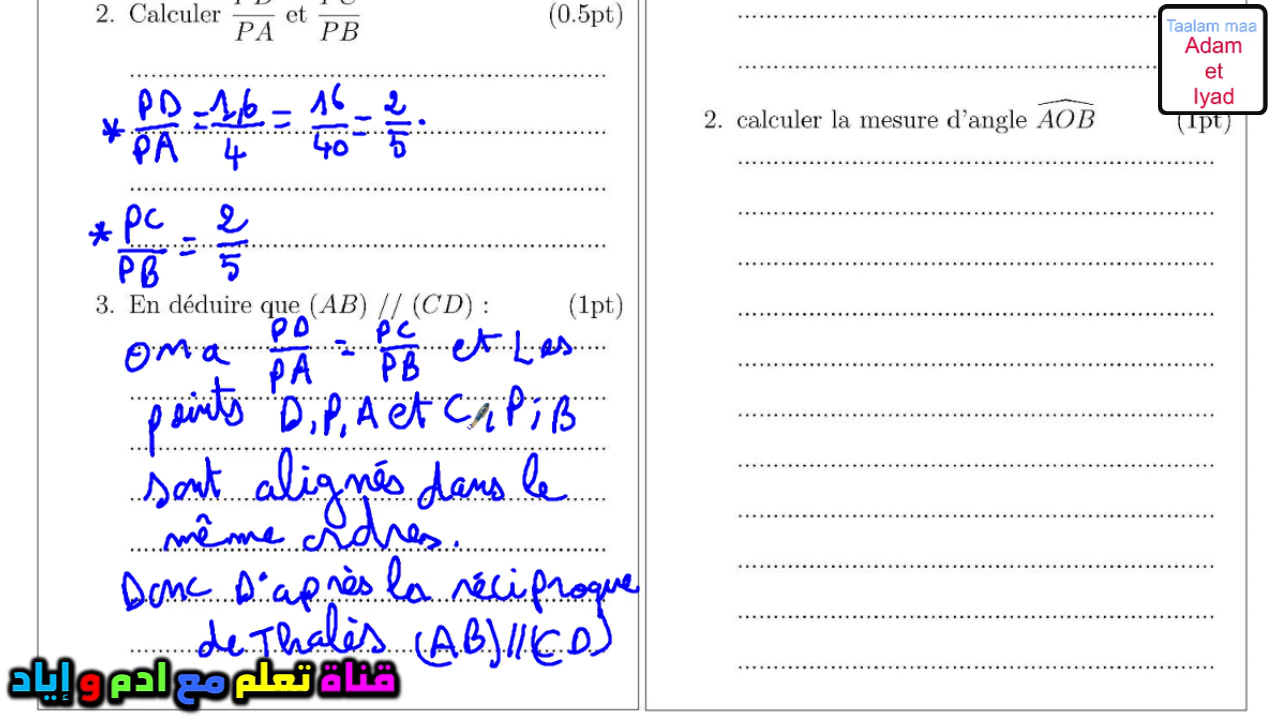 2. Calculer PD/PA et PC/PB (0.5pt)
* PD/PA = 1,6/4 = 16/40 = 2/5.
* PC/PB = 2/5
3. En déduire que (AB) // (CD) : (1pt)
On a PD/PA = PC/PB et Les
points D, P, A et C, P; B
sont alignés dans le
même ordres.
Donc D'après la réciproque
de Thalès (AB)//(CD)
قناة تعلم مع ادم و إياد
Taalam maa
Adam
et
Iyad
2. calculer la mesure d'angle AOB (1pt)